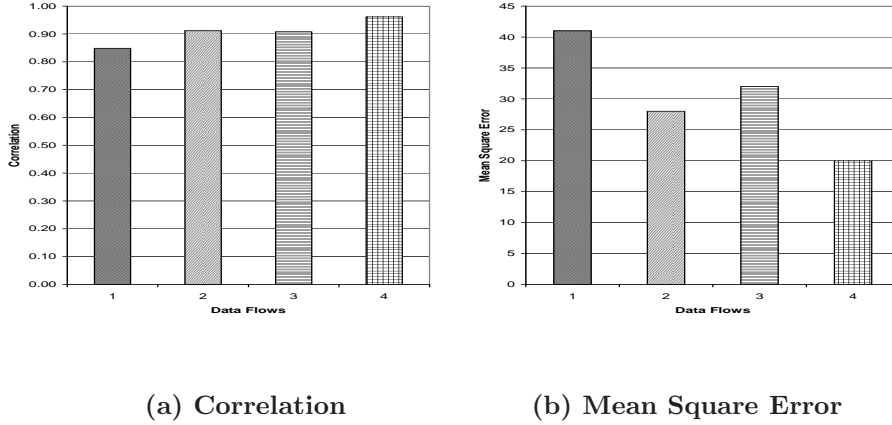 1.00
0.90
0.80
0.70
0.60
0.50
0.40
0.30
0.20
0.10
0.00
Correlation
1 2 3 4
Data Flows
45
40
35
30
25
20
15
10
5
0
Mean Square Error
1 2 3 4
Data Flows
(a) Correlation
(b) Mean Square Error